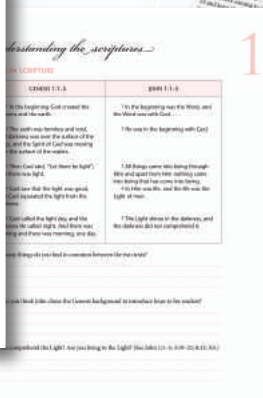 derstanding the scriptures
1
IN SCRIPTURE
GENESIS 1:1-5
JOHN 1:1-5
In the beginning God created the
and the earth.
The earth was formless and void,
darkness was over the surface of the
and the Spirit of God was moving
the surface of the waters.
Then God said, "Let there be light";
there was light.
God saw that the light was good;
God separated the light from the
God called the light day, and the
He called night. And there was
and there was morning, one day.
1 In the beginning was the Word, and
the Word was with God . . .
2 He was in the beginning with God.
3 All things came into being through
Him and apart from Him nothing came
into being that has come into being.
4 In Him was life, and the life was the
Light of men.
5 The Light shines in the darkness, and
the darkness did not comprehend it.
things do you find in common between the two texts?
you think John chose the Genesis background to introduce Jesus to his readers?
comprehend the Light? Are you living in the Light?